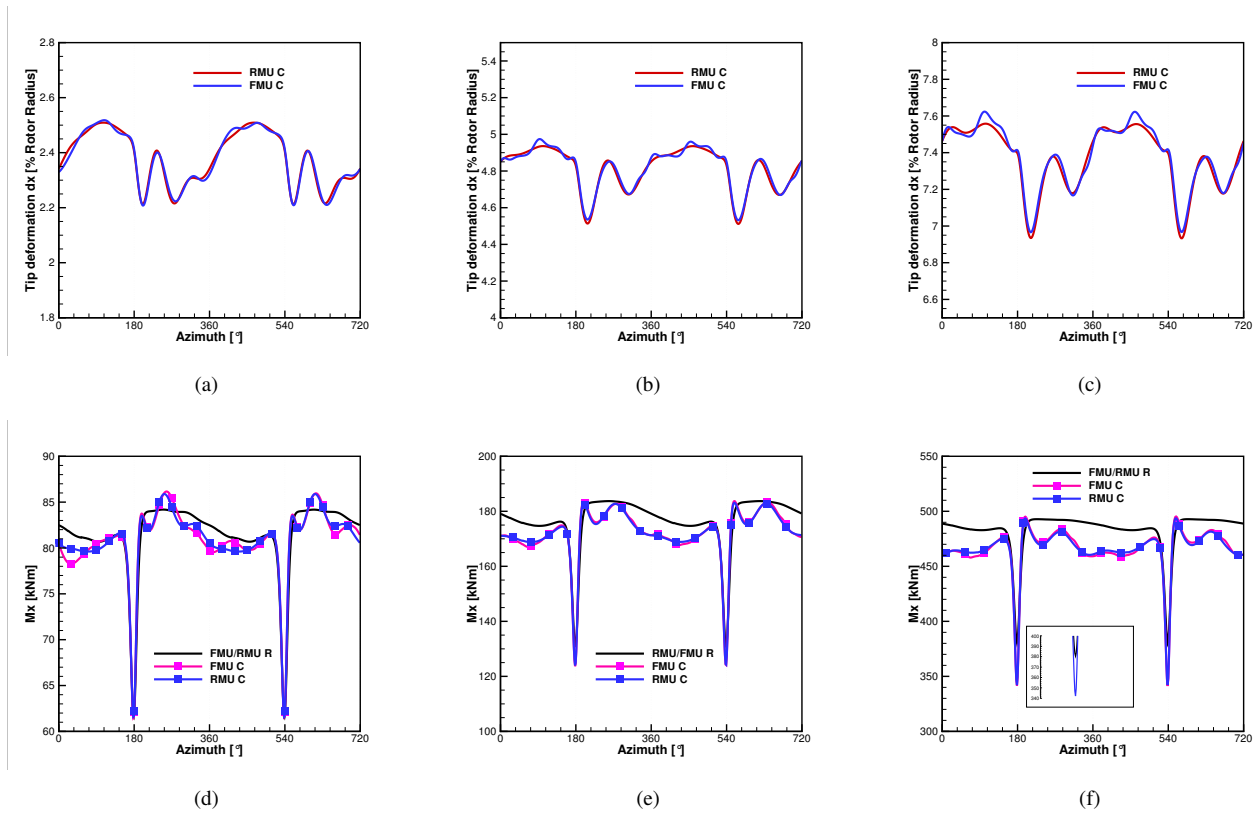 Tip deformation dx [% Rotor Radius]
2.8
2.6
2.4
2.2
2
1.8
0
180
360
540
720
Azimuth [°]
RMU C
FMU C
(a)
Tip deformation dx [% Rotor Radius]
5.4
5.2
5
4.8
4.6
4.4
4.2
4
0
180
360
540
720
Azimuth [°]
RMU C
FMU C
(b)
Tip deformation dx [% Rotor Radius]
8
7.8
7.6
7.4
7.2
7
6.8
6.6
0
180
360
540
720
Azimuth [°]
RMU C
FMU C
(c)
Mx [kNm]
90
85
80
75
70
65
60
0
180
360
540
720
Azimuth [°]
FMU/RMU R
FMU C
RMU C
(d)
Mx [kNm]
200
180
160
140
120
100
0
180
360
540
720
Azimuth [°]
RMU/FMU R
FMU C
RMU C
(e)
Mx [kNm]
550
500
450
400
350
300
0
180
360
540
720
Azimuth [°]
FMU/RMU R
FMU C
RMU C
400
390
380
370
360
350
340
(f)